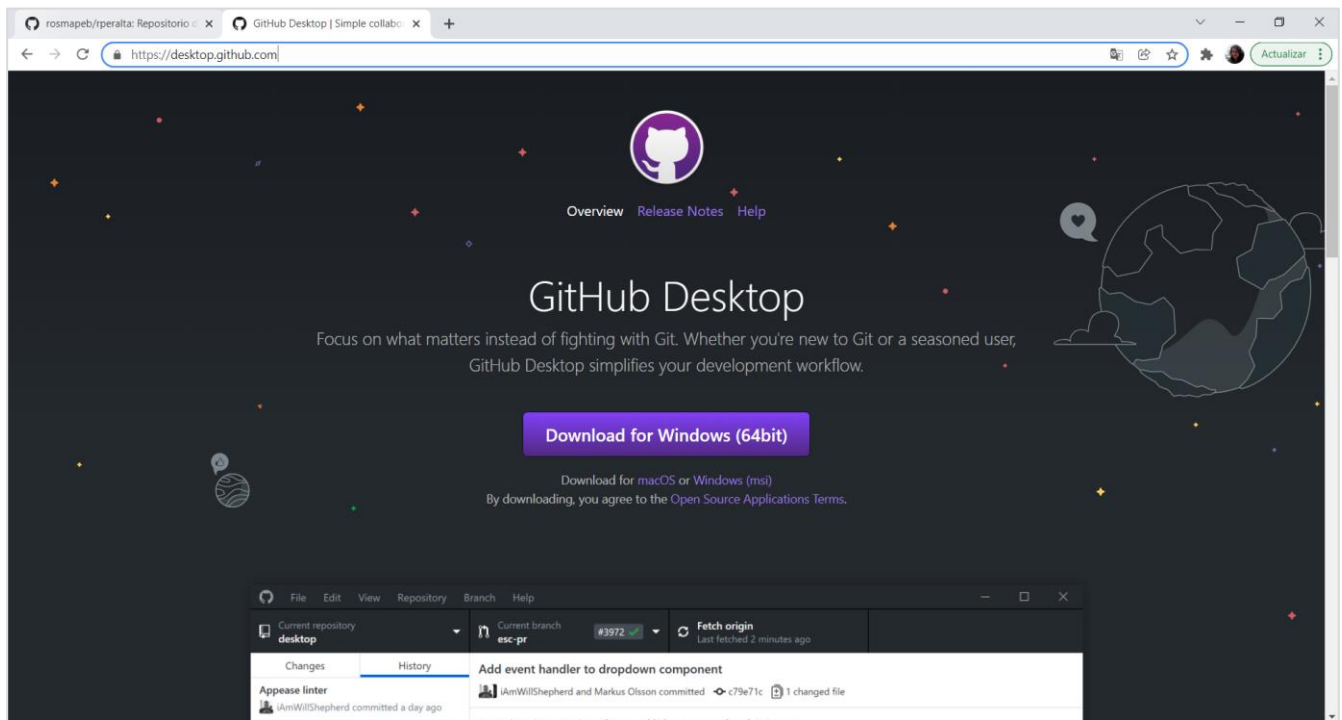 rosmapeb/rperalta: Repositorio d
GitHub Desktop | Simple collabo
https://desktop.github.com
Actualizar
Overview Release Notes Help
GitHub Desktop
Focus on what matters instead of fighting with Git. Whether you're new to Git or a seasoned user,
GitHub Desktop simplifies your development workflow.
Download for Windows (64bit)
Download for macOS or Windows (msi)
By downloading, you agree to the Open Source Applications Terms.
File Edit View Repository Branch Help
Current repository
desktop
Current branch
esc-pr
#3972
Fetch origin
Last fetched 2 minutes ago
Changes History
Appease linter
iAmWillShepherd committed a day ago
Add event handler to dropdown component
iAmWillShepherd and Markus Olsson committed c79e71c 1 changed file